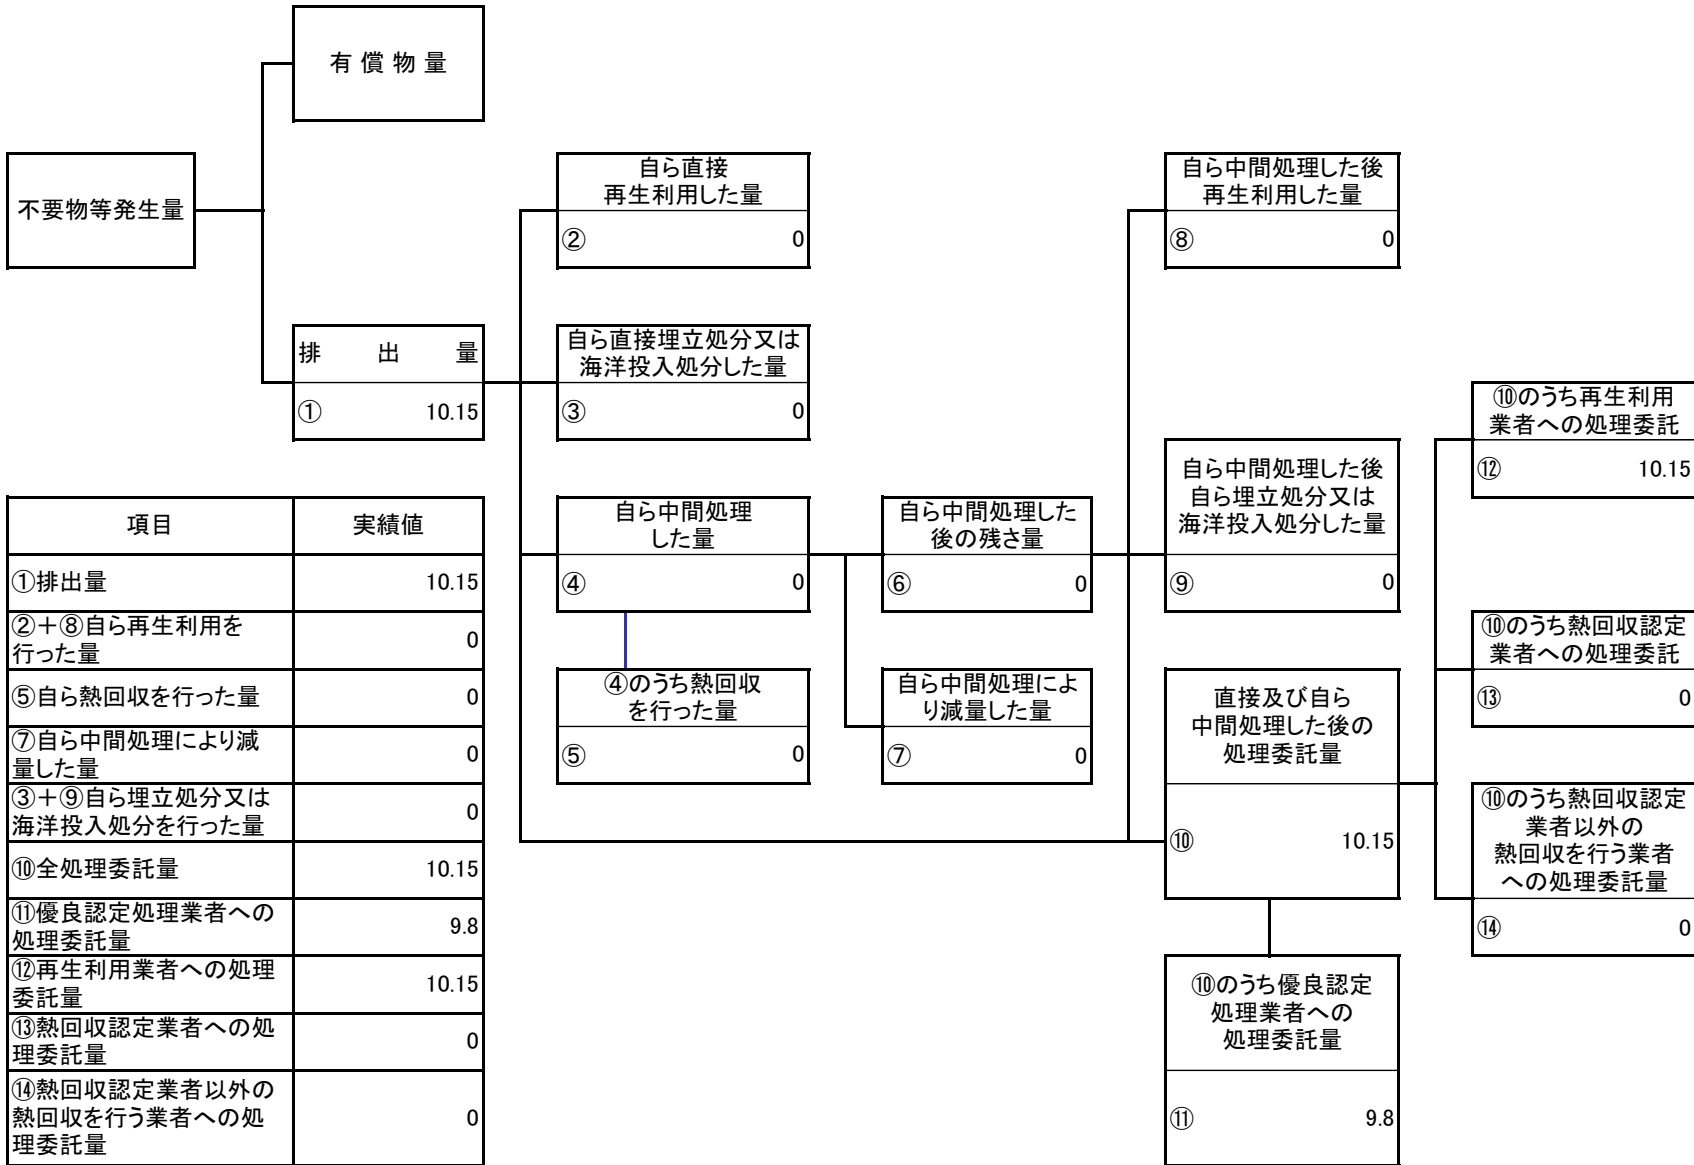 有 償 物 量
不要物等発生量
自ら直接
再生利用した量
② 0
自ら中間処理した後
再生利用した量
⑧ 0
排 出 量
① 10.15
自ら直接埋立処分又は
海洋投入処分した量
③ 0
⑩のうち再生利用
業者への処理委託
⑫ 10.15
自ら中間処理した後
自ら埋立処分又は
海洋投入処分した量
⑨ 0
自ら中間処理
した量
④ 0
自ら中間処理した
後の残さ量
⑥ 0
⑩のうち熱回収認定
業者への処理委託
⑬ 0
④のうち熱回収
を行った量
⑤ 0
自ら中間処理によ
り減量した量
⑦ 0
直接及び自ら
中間処理した後の
処理委託量
⑩ 10.15
⑩のうち熱回収認定
業者以外の
熱回収を行う業者
への処理委託量
⑭ 0
⑩のうち優良認定
処理業者への
処理委託量
⑪ 9.8
項目 実績値
①排出量 10.15
②+⑧自ら再生利用を
行った量 0
⑤自ら熱回収を行った量 0
⑦自ら中間処理により減
量した量 0
③+⑨自ら埋立処分又は
海洋投入処分を行った量 0
⑩全処理委託量 10.15
⑪優良認定処理業者への
処理委託量 9.8
⑫再生利用業者への処理
委託量 10.15
⑬熱回収認定業者への処
理委託量 0
⑭熱回収認定業者以外の
熱回収を行う業者への処
理委託量 0